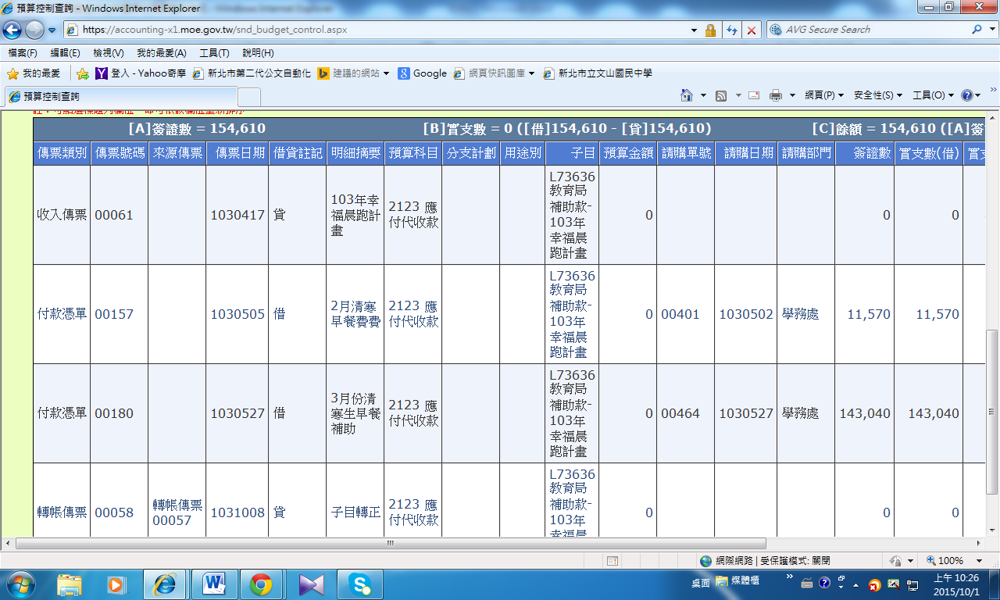 預算控制查詢 - Windows Internet Explorer
https://accounting-x1.moe.gov.tw/snd_budget_control.aspx
AVG Secure Search
檔案(F) 編輯(E) 檢視(V) 我的最愛(A) 工具(T) 說明(H)
我的最愛 登入 - Yahoo奇摩 新北市第二代公文自動化 建議的網站 Google 網頁快訊圖庫 新北市立文山國民中學
預算控制查詢
網頁(P) 安全性(S) 工具(O)
[A]簽證數 = 154,610 [B]實支數 = 0 ([借]154,610 - [貸]154,610) [C]餘額 = 154,610 ([A]簽
傳票類別 傳票號碼 來源傳票 傳票日期 借貸註記 明細摘要 預算科目 分支計劃 用途別 子目 預算金額 請購單號 請購日期 請購部門 簽證數 實支數(借) 實支
收入傳票 00061 1030417 貸
103年幸
福晨跑計
畫
2123 應
付代收款
L73636
教育局
補助款-
103年
幸福晨
跑計畫
0 0 0
付款憑單 00157 1030505 借
2月清寒
早餐費費
2123 應
付代收款
L73636
教育局
補助款-
103年
幸福晨
跑計畫
0 00401 1030502 學務處 11,570 11,570
付款憑單 00180 1030527 借
3月份清
寒生早餐
補助
2123 應
付代收款
L73636
教育局
補助款-
103年
幸福晨
跑計畫
0 00464 1030527 學務處 143,040 143,040
轉帳傳票 00058
轉帳傳票
00057
1031008 貸 子目轉正
2123 應
付代收款
L73636
教育局
補助款-
103年
幸福晨
0 0 0
網際網路 | 受保護模式: 關閉
100%
桌面 媒體櫃
上午 10:26
2015/10/1